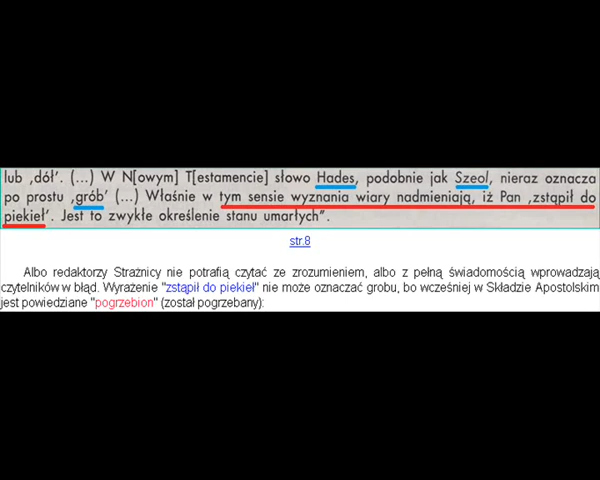 lub ‚dół’. (...) W N[owym] T[estamencie] słowo Hades, podobnie jak Szeol, nieraz oznacza
po prostu ‚grób’ (...) Właśnie w tym sensie wyznania wiary nadmieniają, iż Pan ‚zstąpił do
piekieł’. Jest to zwykłe określenie stanu umarłych”.
str.8
Albo redaktorzy Strażnicy nie potrafią czytać ze zrozumieniem, albo z pełną świadomością wprowadzają
czytelników w błąd. Wyrażenie "zstąpił do piekieł" nie może oznaczać grobu, bo wcześniej w Składzie Apostolskim
jest powiedziane "pogrzebion" (został pogrzebany):